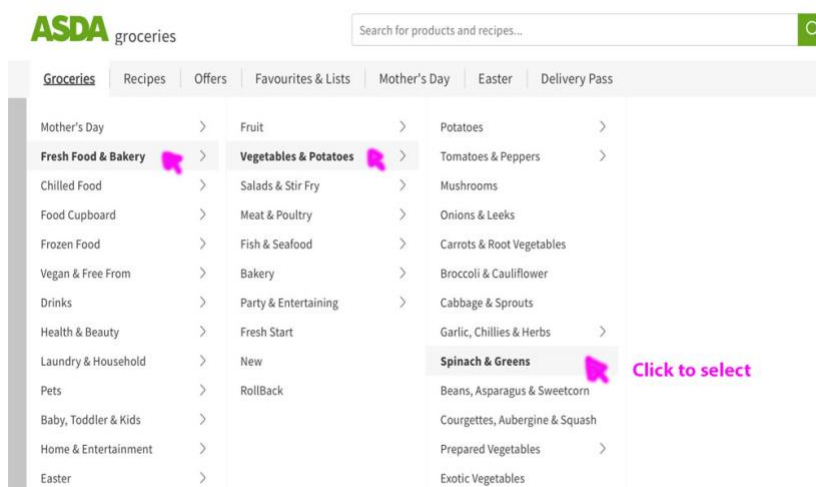 ASDA groceries
Search for products and recipes...
Groceries Recipes Offers Favourites & Lists Mother's Day Easter Delivery Pass
Mother's Day
Fresh Food & Bakery
Chilled Food
Food Cupboard
Frozen Food
Vegan & Free From
Drinks
Health & Beauty
Laundry & Household
Pets
Baby, Toddler & Kids
Home & Entertainment
Easter
Fruit
Vegetables & Potatoes
Salads & Stir Fry
Meat & Poultry
Fish & Seafood
Bakery
Party & Entertaining
Fresh Start
New
RollBack
Potatoes
Tomatoes & Peppers
Mushrooms
Onions & Leeks
Carrots & Root Vegetables
Broccoli & Cauliflower
Cabbage & Sprouts
Garlic, Chillies & Herbs
Spinach & Greens
Beans, Asparagus & Sweetcorn
Courgettes, Aubergine & Squash
Prepared Vegetables
Exotic Vegetables
Click to select